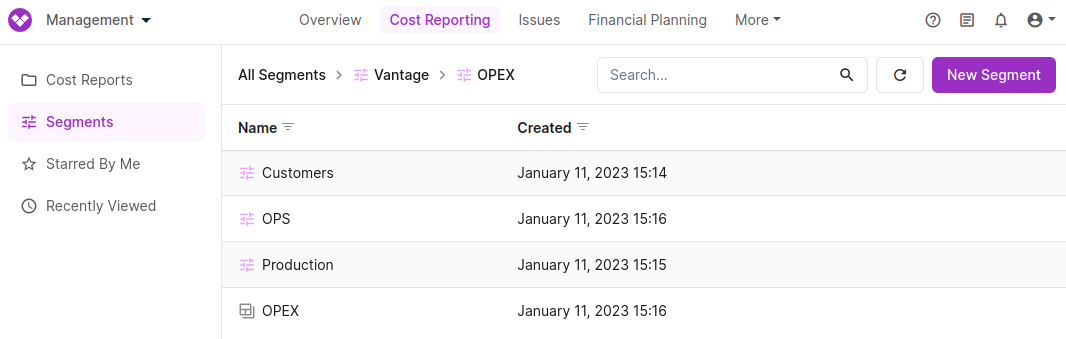 Management Overview Cost Reporting Issues Financial Planning More
Cost Reports
Segments
Starred By Me
Recently Viewed
All Segments Vantage OPEX Search... New Segment
Name Created
Customers January 11, 2023 15:14
OPS January 11, 2023 15:16
Production January 11, 2023 15:15
OPEX January 11, 2023 15:16